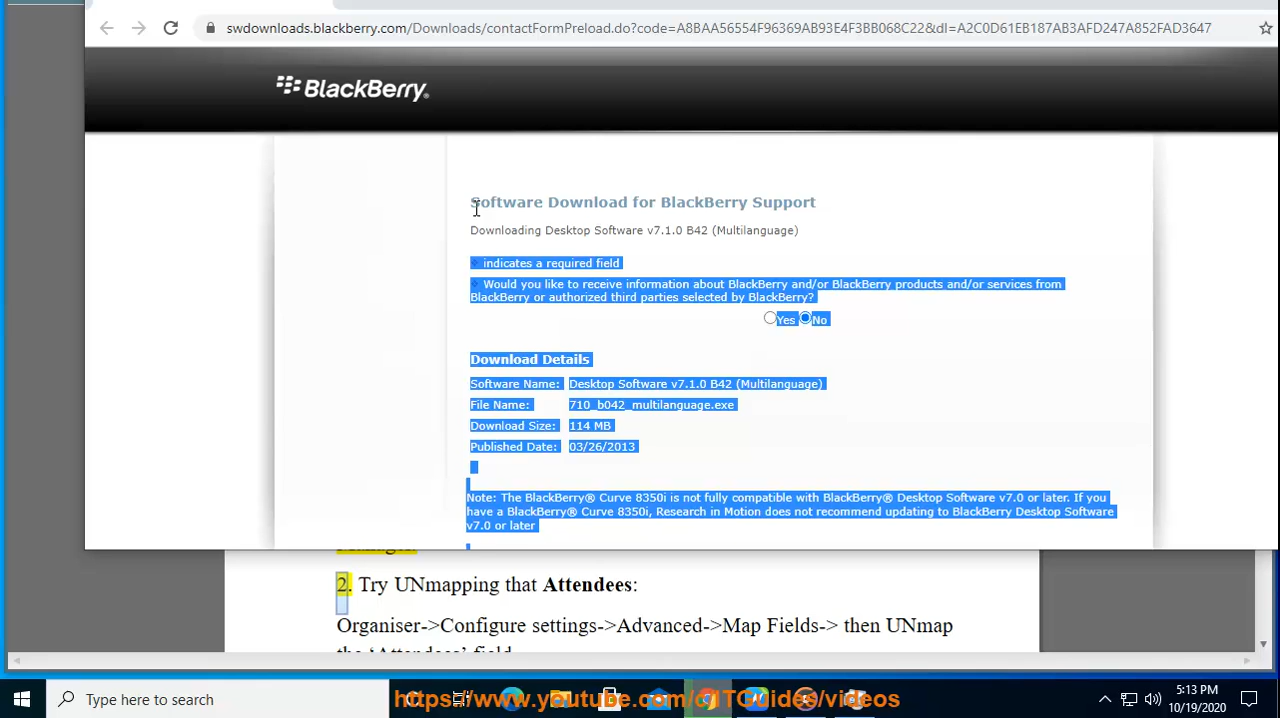 swdownloads.blackberry.com/Downloads/contactFormPreload.do?code=A8BAA56554F96369AB93E4F3BB068C22&dl=A2C0D61EB187AB3AFD247A852FAD3647
BlackBerry.
Software Download for BlackBerry Support
Downloading Desktop Software v7.1.0 B42 (Multilanguage)
indicates a required field
Would you like to receive information about BlackBerry and/or BlackBerry products and/or services from
BlackBerry or authorized third parties selected by BlackBerry?
Yes No
Download Details
Software Name: Desktop Software v7.1.0 B42 (Multilanguage)
File Name: 710_b042_multilanguage.exe
Download Size: 114 MB
Published Date: 03/26/2013
Note: The BlackBerry® Curve 8350i is not fully compatible with BlackBerry® Desktop Software v7.0 or later. If you
have a BlackBerry® Curve 8350i, Research in Motion does not recommend updating to BlackBerry Desktop Software
v7.0 or later
Manager.
2. Try UNmapping that Attendees:
Organiser->Configure settings->Advanced->Map Fields-> then UNmap
the ‘Attendees’ field
Type here to search
https://www.youtube.com/c/ITGuides/videos
5:13 PM
10/19/2020